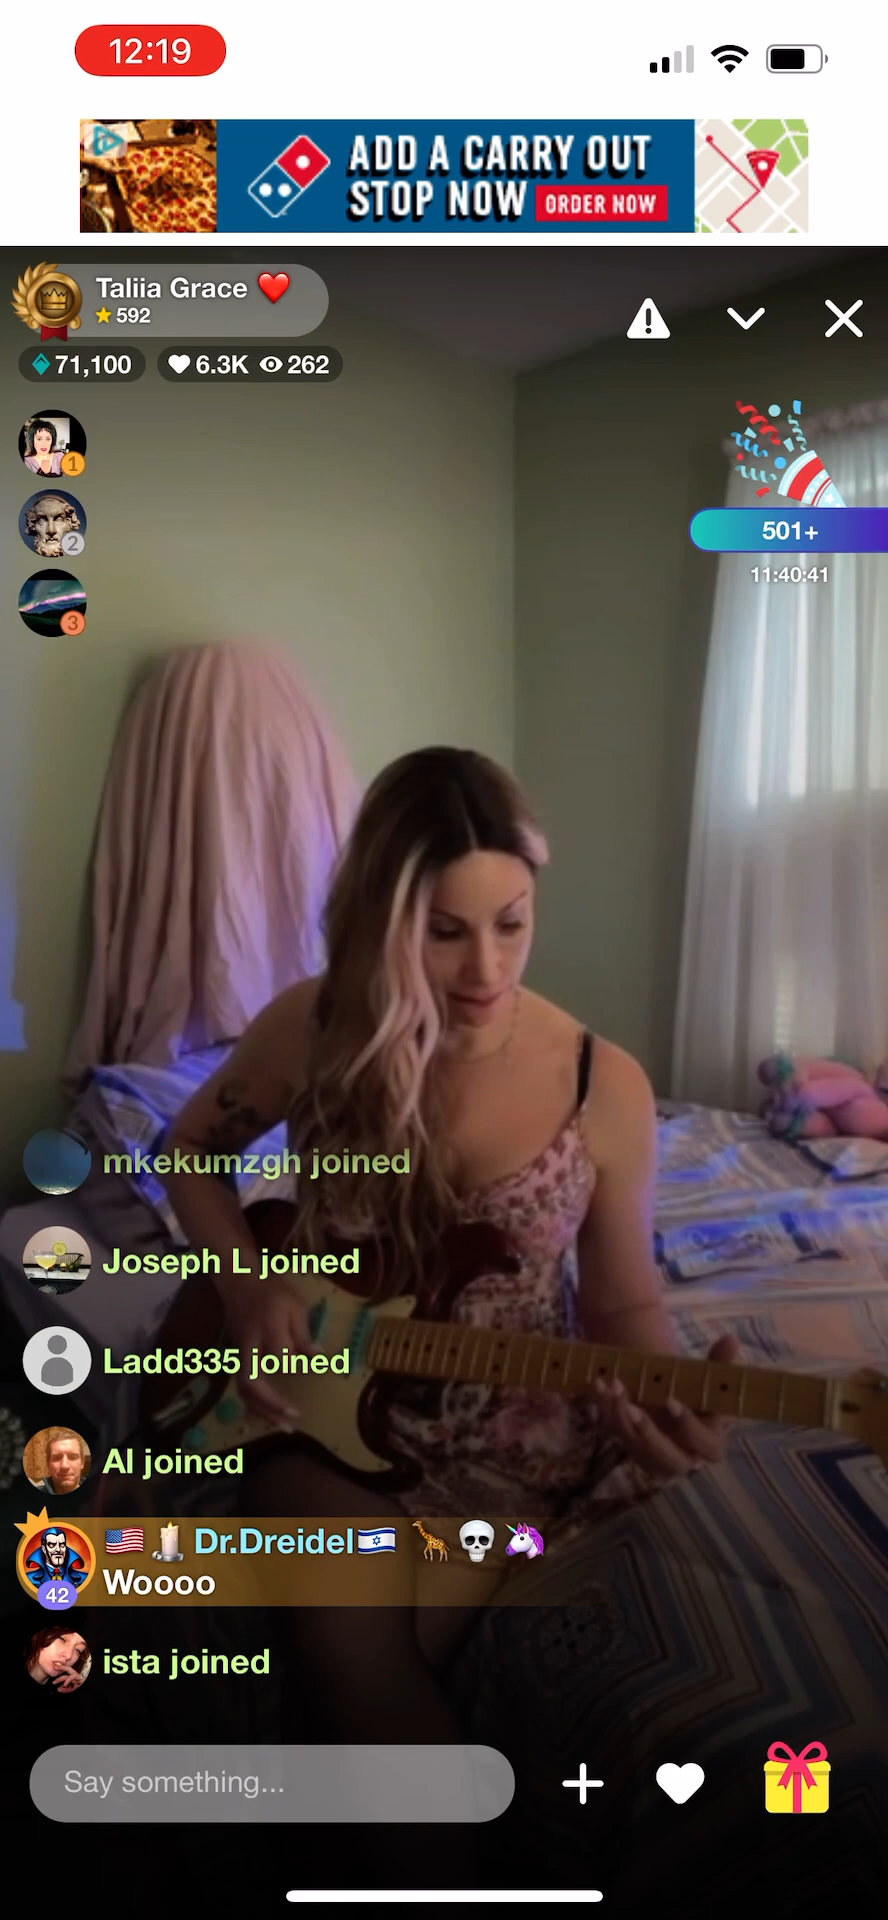 12:19
ADD A CARRY OUT
STOP NOW ORDER NOW
Taliia Grace ❤️
592
71,100 6.3K 262
1
2
3
501+
11:40:41
mkekumzgh joined
Joseph L joined
Ladd335 joined
Al joined
🇺🇸🕯️Dr.Dreidel🇮🇱 🦒💀🦄
42
Woooo
ista joined
Say something...